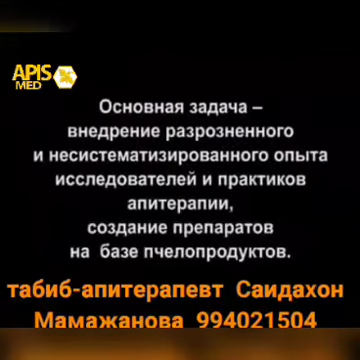 APIS
MED
Основная задача –
внедрение разрозненного
и несистематизированного опыта
исследователей и практиков
апитерапии,
создание препаратов
на базе пчелопродуктов.
табиб-апитерапевт Саидахон
Мамажанова 994021504